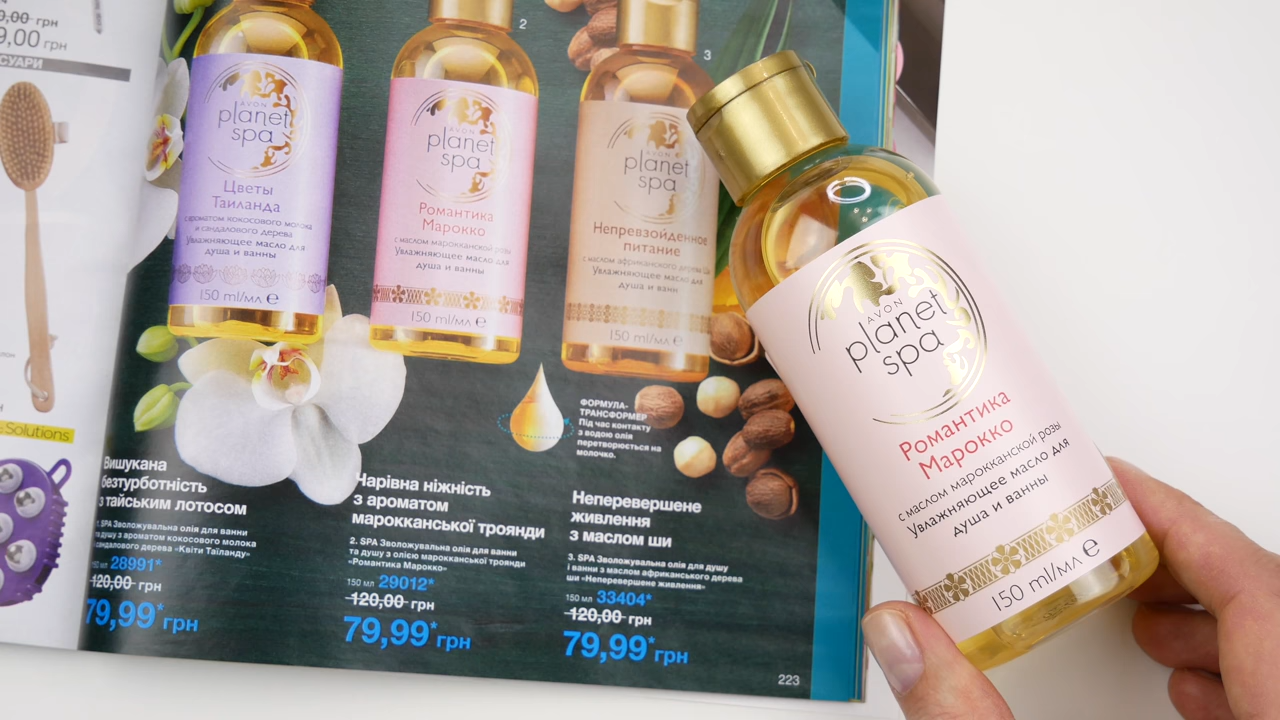 9,00 грн
СУАРИ
Solutions
AVON
planet
spa
Цветы
Таиланда
с ароматом кокосового молока
и сандалового дерева
Увлажняющее масло для
душа и ванны
150 ml/мл e
2
AVON
planet
spa
Романтика
Марокко
с маслом марокканской розы
Увлажняющее масло для
душа и ванны
150 ml/мл e
3
AVON
planet
spa
Непревзойденное
питание
с маслом африканского дерева Ши
Увлажняющее масло для
душа и ванн
150 ml/мл e
ФОРМУЛА-
ТРАНСФОРМЕР
Під час контакту
з водою олія
перетворюється на
молочко.
Вишукана
безтурботність
з тайським лотосом
1. SPA Зволожувальна олія для ванни
та душу з ароматом кокосового молока
сандалового дерева «Квіти Таїланду»
мл 28991*
120,00 грн
79,99* грн
Чарівна ніжність
з ароматом
марокканської троянди
2. SPA Зволожувальна олія для ванни
та душу з олією марокканської троянди
«Романтика Марокко»
150 мл 29012*
120,00 грн
79,99* грн
Неперевершене
живлення
з маслом ши
3. SPA Зволожувальна олія для душу
і ванни з маслом африканського дерева
ши «Неперевершене живлення»
150 мл 33404*
120,00 грн
79,99* грн
223
AVON
planet
spa
Романтика
Марокко
с маслом марокканской розы
Увлажняющее масло для
душа и ванны
150 ml/мл e